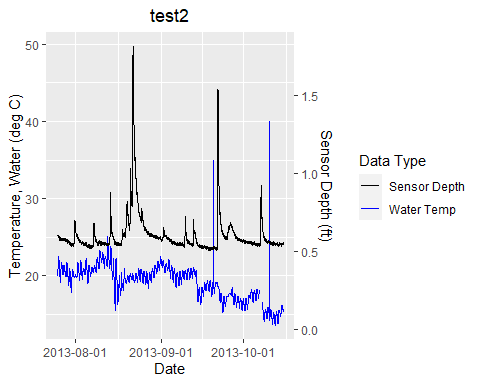 test2
Temperature, Water (deg C)
50
40
30
20
1.5
1.0
0.5
0.0
Sensor Depth (ft)
2013-08-01 2013-09-01 2013-10-01
Date
Data Type
Sensor Depth
Water Temp